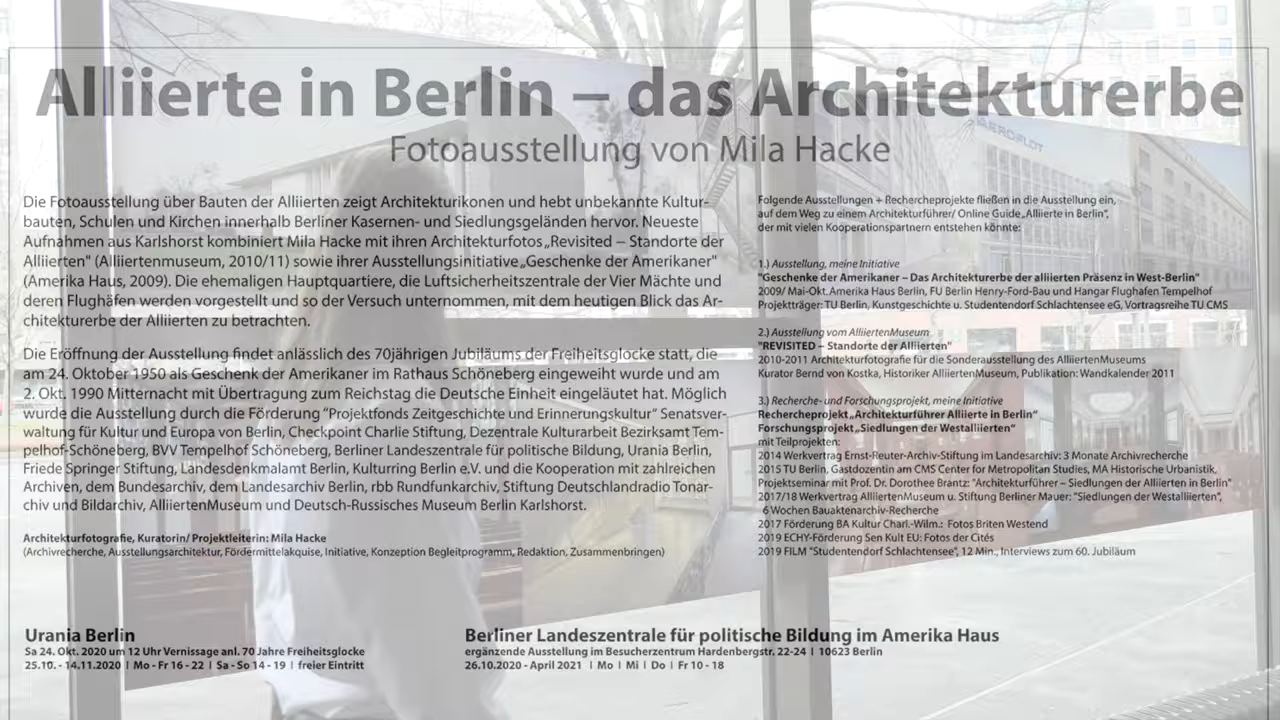 Alliierte in Berlin – das Architekturerbe
Fotoausstellung von Mila Hacke
Die Fotoausstellung über Bauten der Alliierten zeigt Architekturikonen und hebt unbekannte Kultur-
bauten, Schulen und Kirchen innerhalb Berliner Kasernen- und Siedlungsgeländen hervor. Neueste
Aufnahmen aus Karlshorst kombiniert Mila Hacke mit ihren Architekturfotos „Revisited – Standorte der
Alliierten" (Alliiertenmuseum, 2010/11) sowie ihrer Ausstellungsinitiative „Geschenke der Amerikaner"
(Amerika Haus, 2009). Die ehemaligen Hauptquartiere, die Luftsicherheitszentrale der Vier Mächte und
deren Flughäfen werden vorgestellt und so der Versuch unternommen, mit dem heutigen Blick das Ar-
chitekturerbe der Alliierten zu betrachten.
Die Eröffnung der Ausstellung findet anlässlich des 70jährigen Jubiläums der Freiheitsglocke statt, die
am 24. Oktober 1950 als Geschenk der Amerikaner im Rathaus Schöneberg eingeweiht wurde und am
2. Okt. 1990 Mitternacht mit Übertragung zum Reichstag die Deutsche Einheit eingeläutet hat. Möglich
wurde die Ausstellung durch die Förderung "Projektfonds Zeitgeschichte und Erinnerungskultur" Senatsver-
waltung für Kultur und Europa von Berlin, Checkpoint Charlie Stiftung, Dezentrale Kulturarbeit Bezirksamt Tem-
pelhof-Schöneberg, BVV Tempelhof Schöneberg, Berliner Landeszentrale für politische Bildung, Urania Berlin,
Friede Springer Stiftung, Landesdenkmalamt Berlin, Kulturring Berlin e.V. und die Kooperation mit zahlreichen
Archiven, dem Bundesarchiv, dem Landesarchiv Berlin, rbb Rundfunkarchiv, Stiftung Deutschlandradio Tonar-
chiv und Bildarchiv, AlliiertenMuseum und Deutsch-Russisches Museum Berlin Karlshorst.
Architekturfotografie, Kuratorin/ Projektleiterin: Mila Hacke
(Archivrecherche, Ausstellungsarchitektur, Fördermittelakquise, Initiative, Konzeption Begleitprogramm, Redaktion, Zusammenbringen)
Folgende Ausstellungen + Rechercheprojekte fließen in die Ausstellung ein,
auf dem Weg zu einem Architekturführer/ Online Guide „Alliierte in Berlin",
der mit vielen Kooperationspartnern entstehen könnte:
1.) Ausstellung, meine Initiative
"Geschenke der Amerikaner – Das Architekturerbe der alliierten Präsenz in West-Berlin"
2009/ Mai-Okt. Amerika Haus Berlin, FU Berlin Henry-Ford-Bau und Hangar Flughafen Tempelhof
Projektträger: TU Berlin, Kunstgeschichte u. Studentendorf Schlachtensee eG, Vortragsreihe TU CMS
2.) Ausstellung vom AlliiertenMuseum
"REVISITED – Standorte der Alliierten"
2010-2011 Architekturfotografie für die Sonderausstellung des AlliiertenMuseums
Kurator Bernd von Kostka, Historiker AlliiertenMuseum, Publikation: Wandkalender 2011
3.) Recherche- und Forschungsprojekt, meine Initiative
Rechercheprojekt „Architekturführer Alliierte in Berlin"
Forschungsprojekt „Siedlungen der Westalliierten"
mit Teilprojekten:
2014 Werkvertrag Ernst-Reuter-Archiv-Stiftung im Landesarchiv: 3 Monate Archivrecherche
2015 TU Berlin, Gastdozentin am CMS Center for Metropolitan Studies, MA Historische Urbanistik,
Projektseminar mit Prof. Dr. Dorothee Brantz: "Architekturführer – Siedlungen der Alliierten in Berlin"
2017/18 Werkvertrag AlliiertenMuseum u. Stiftung Berliner Mauer: "Siedlungen der Westalliierten",
6 Wochen Bauaktenarchiv-Recherche
2017 Förderung BA Kultur Charl.-Wilm.: Fotos Briten Westend
2019 ECHY-Förderung Sen Kult EU: Fotos der Cités
2019 FILM "Studentendorf Schlachtensee", 12 Min., Interviews zum 60. Jubiläum
AEROFLOT
Urania Berlin
Sa 24. Okt. 2020 um 12 Uhr Vernissage anl. 70 Jahre Freiheitsglocke
25.10. - 14.11.2020 | Mo - Fr 16 - 22 | Sa - So 14 - 19 | freier Eintritt
Berliner Landeszentrale für politische Bildung im Amerika Haus
ergänzende Ausstellung im Besucherzentrum Hardenbergstr. 22-24 | 10623 Berlin
26.10.2020 - April 2021 | Mo | Mi | Do | Fr 10 - 18